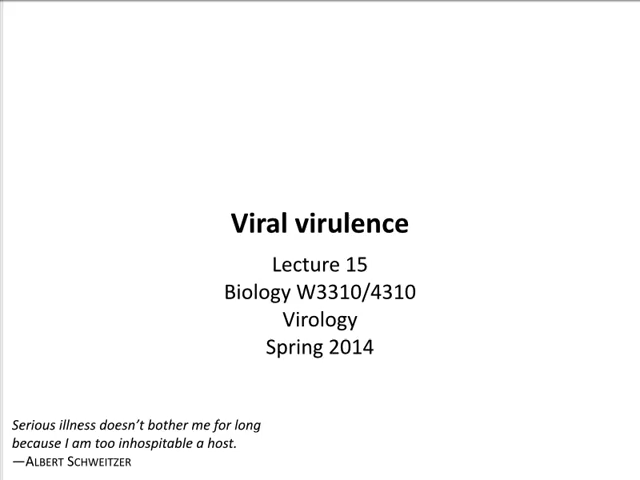 Viral virulence
Lecture 15
Biology W3310/4310
Virology
Spring 2014
Serious illness doesn’t bother me for long
because I am too inhospitable a host.
—ALBERT SCHWEITZER